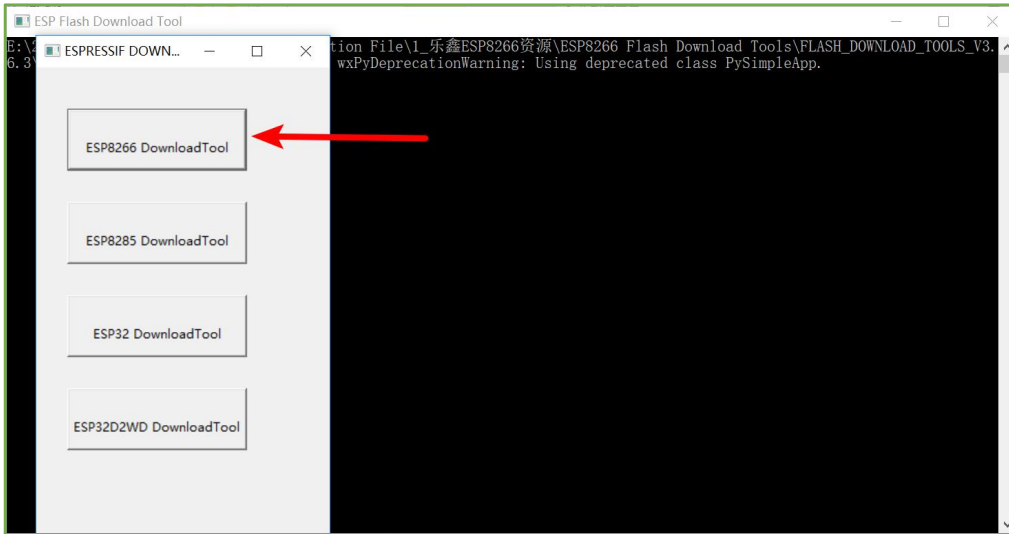 ESP Flash Download Tool
E:\ tion File\1_乐鑫ESP8266资源\ESP8266 Flash Download Tools\FLASH_DOWNLOAD_TOOLS_V3.
6.3\ wxPyDeprecationWarning: Using deprecated class PySimpleApp.
ESPRESSIF DOWN...
ESP8266 DownloadTool
ESP8285 DownloadTool
ESP32 DownloadTool
ESP32D2WD DownloadTool